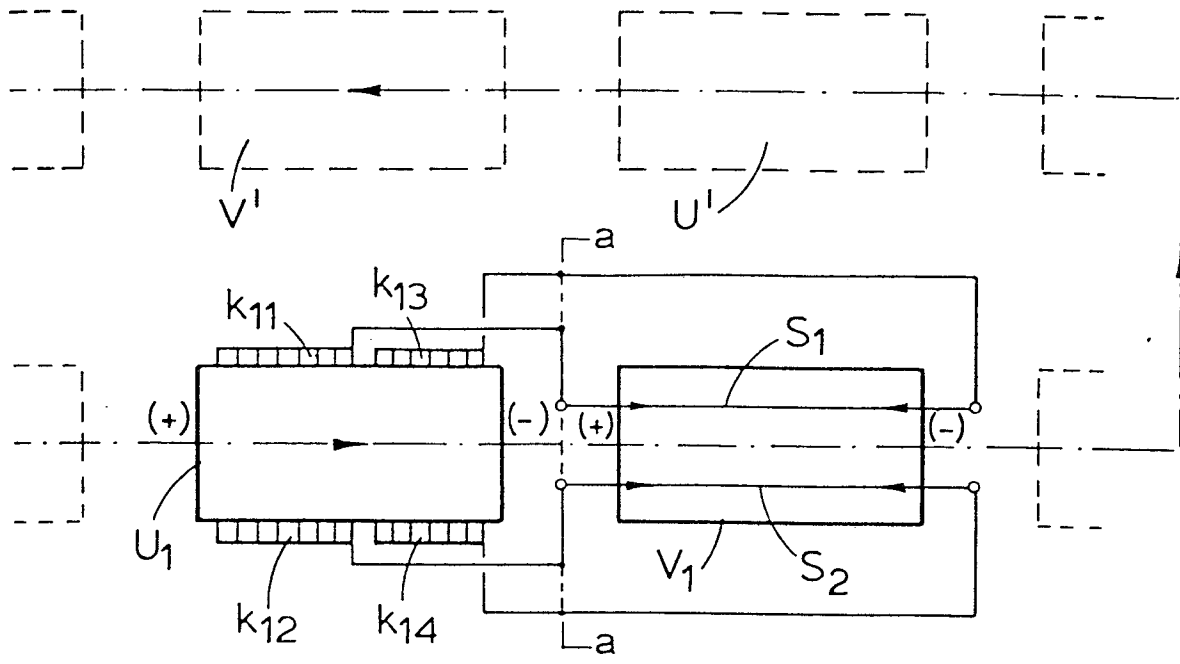 V' U'
a
k11 k13
S1
(+) (-) (+) (-)
U1 V1 S2
k12 k14
a